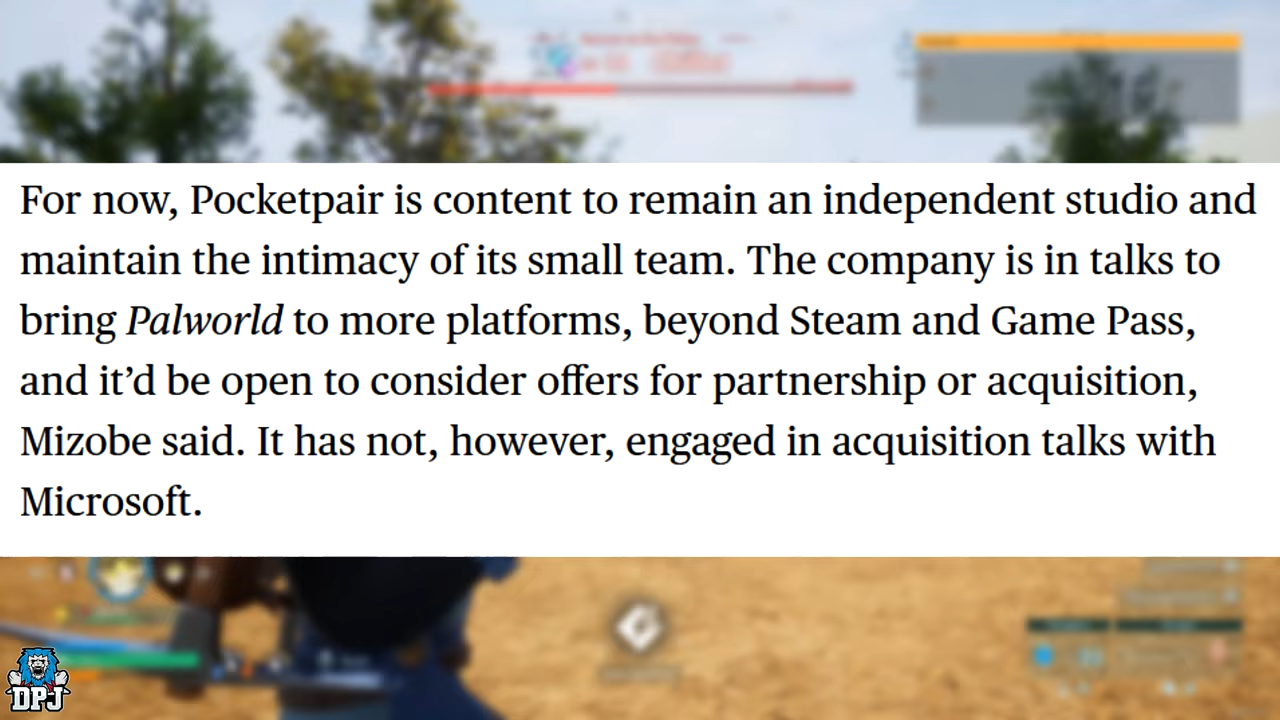 For now, Pocketpair is content to remain an independent studio and
maintain the intimacy of its small team. The company is in talks to
bring Palworld to more platforms, beyond Steam and Game Pass,
and it’d be open to consider offers for partnership or acquisition,
Mizobe said. It has not, however, engaged in acquisition talks with
Microsoft.
DPJ